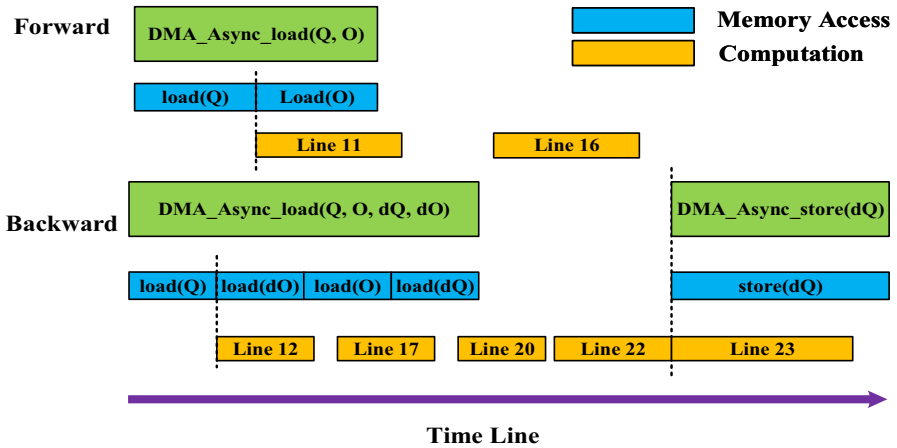 Forward
DMA_Async_load(Q, O)
Memory Access
Computation
load(Q)
Load(O)
Line 11
Line 16
Backward
DMA_Async_load(Q, O, dQ, dO)
DMA_Async_store(dQ)
load(Q)
load(dO)
load(O)
load(dQ)
store(dQ)
Line 12
Line 17
Line 20
Line 22
Line 23
Time Line